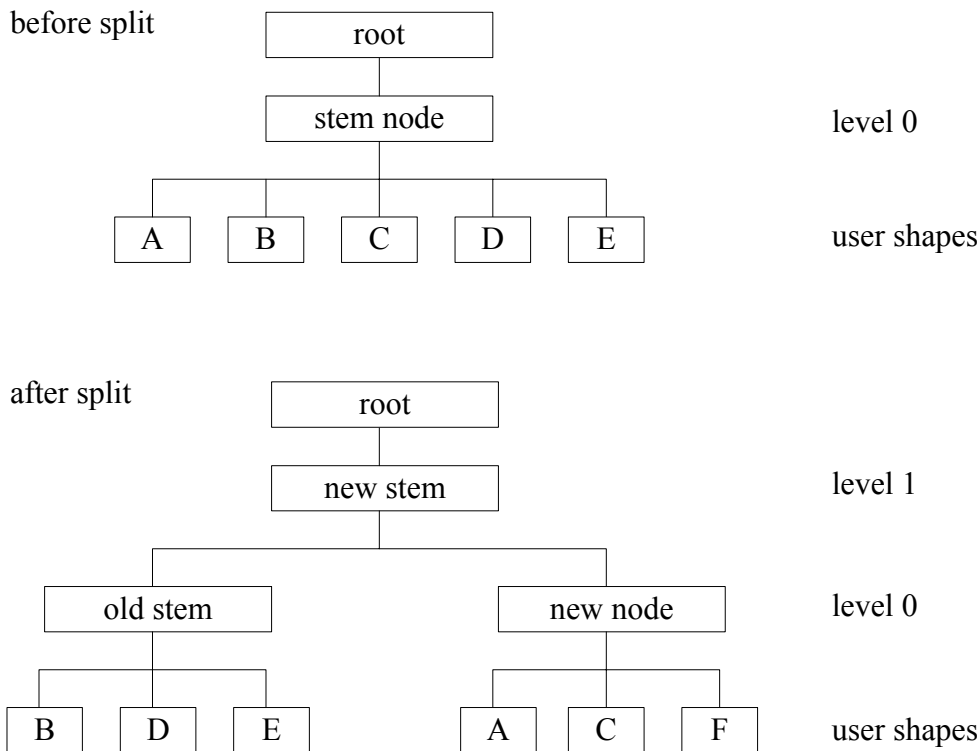 before split
root
stem node
level 0
A B C D E
user shapes
after split
root
new stem
level 1
old stem
new node
level 0
B D E A C F
user shapes